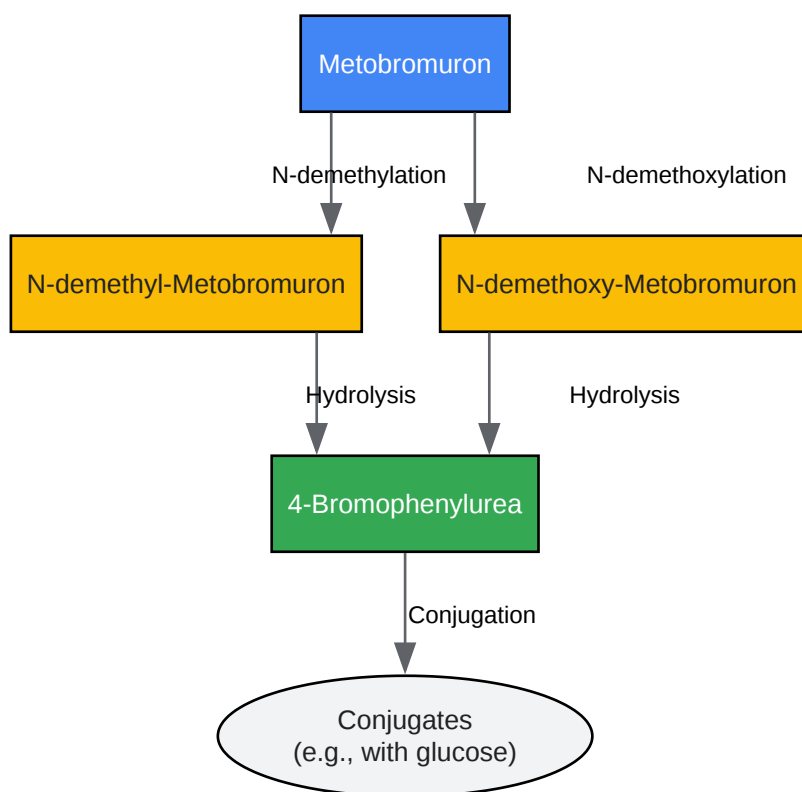 Metobromuron
N-demethylation
N-demethoxylation
N-demethyl-Metobromuron
N-demethoxy-Metobromuron
Hydrolysis
Hydrolysis
4-Bromophenylurea
Conjugation
Conjugates
(e.g., with glucose)